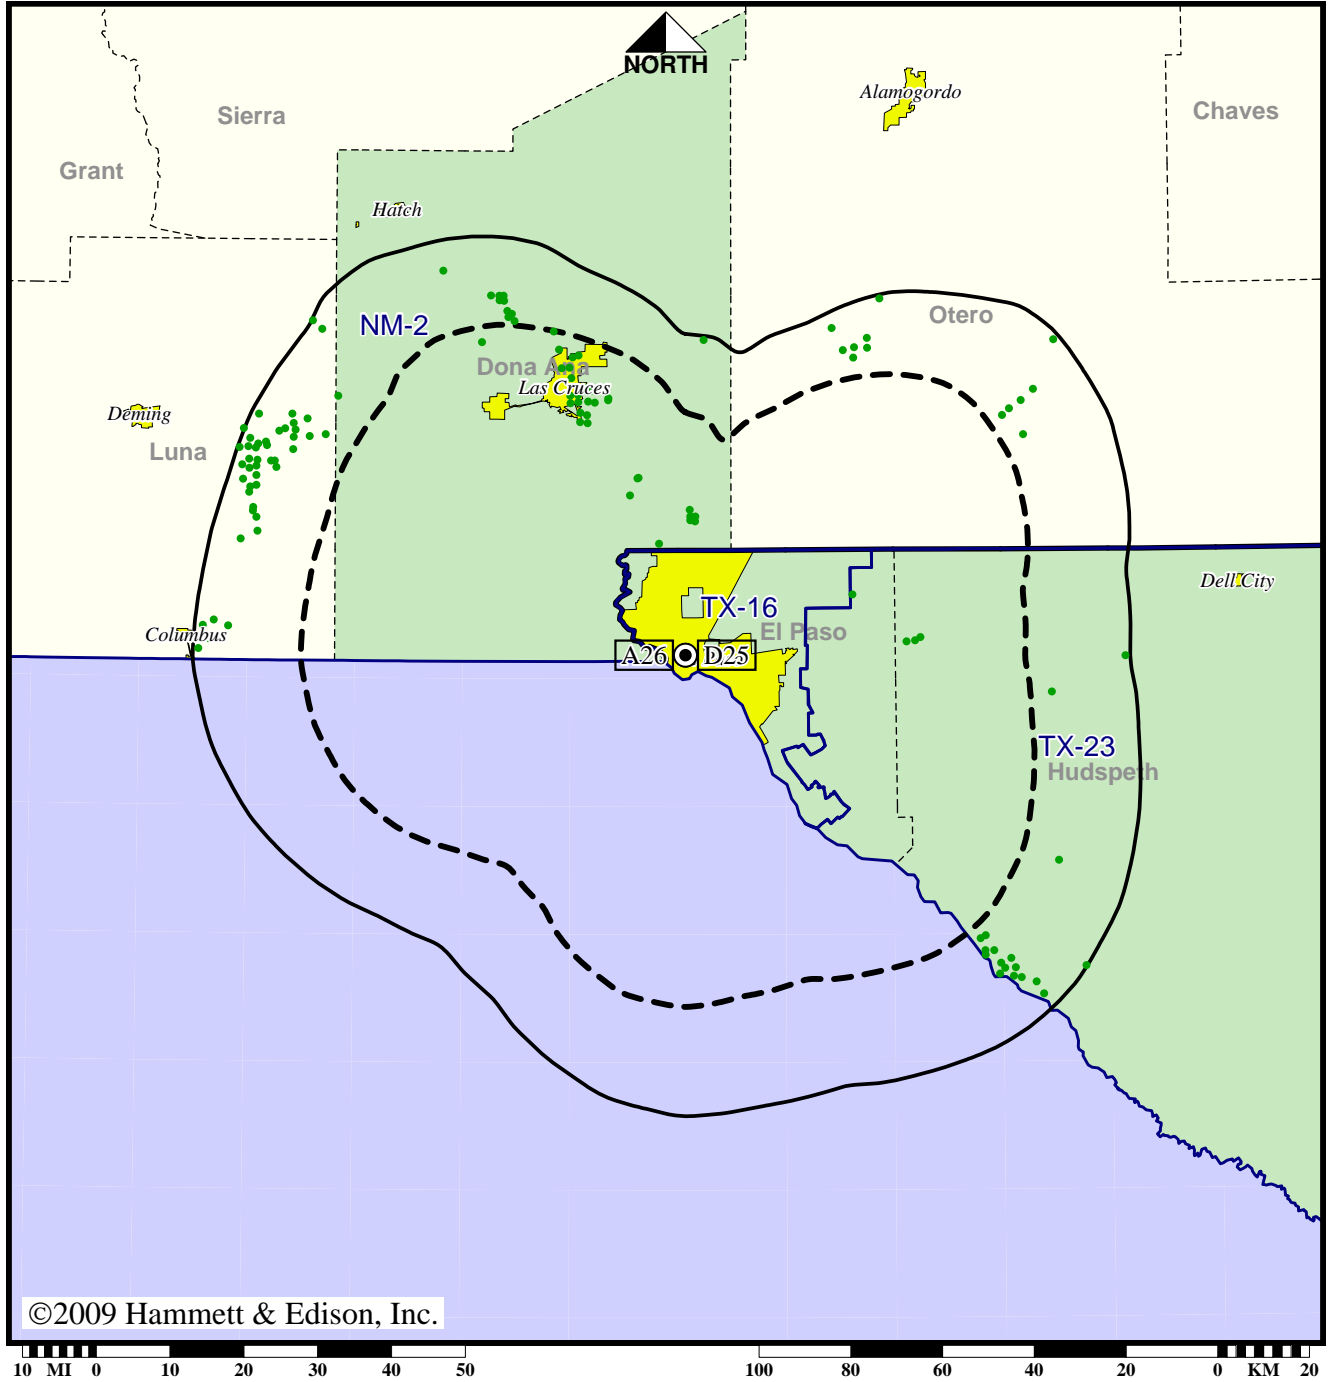 NORTH
Alamogordo
Chaves
Sierra
Grant
Hatch
Otero
NM-2
Dona Ana
Las Cruces
Deming
Luna
Dell City
TX-16
El Paso
Columbus
A26
D25
TX-23
Hudspeth
©2009 Hammett & Edison, Inc.
10 MI 0 10 20 30 40 50 100 80 60 40 20 0 KM 20